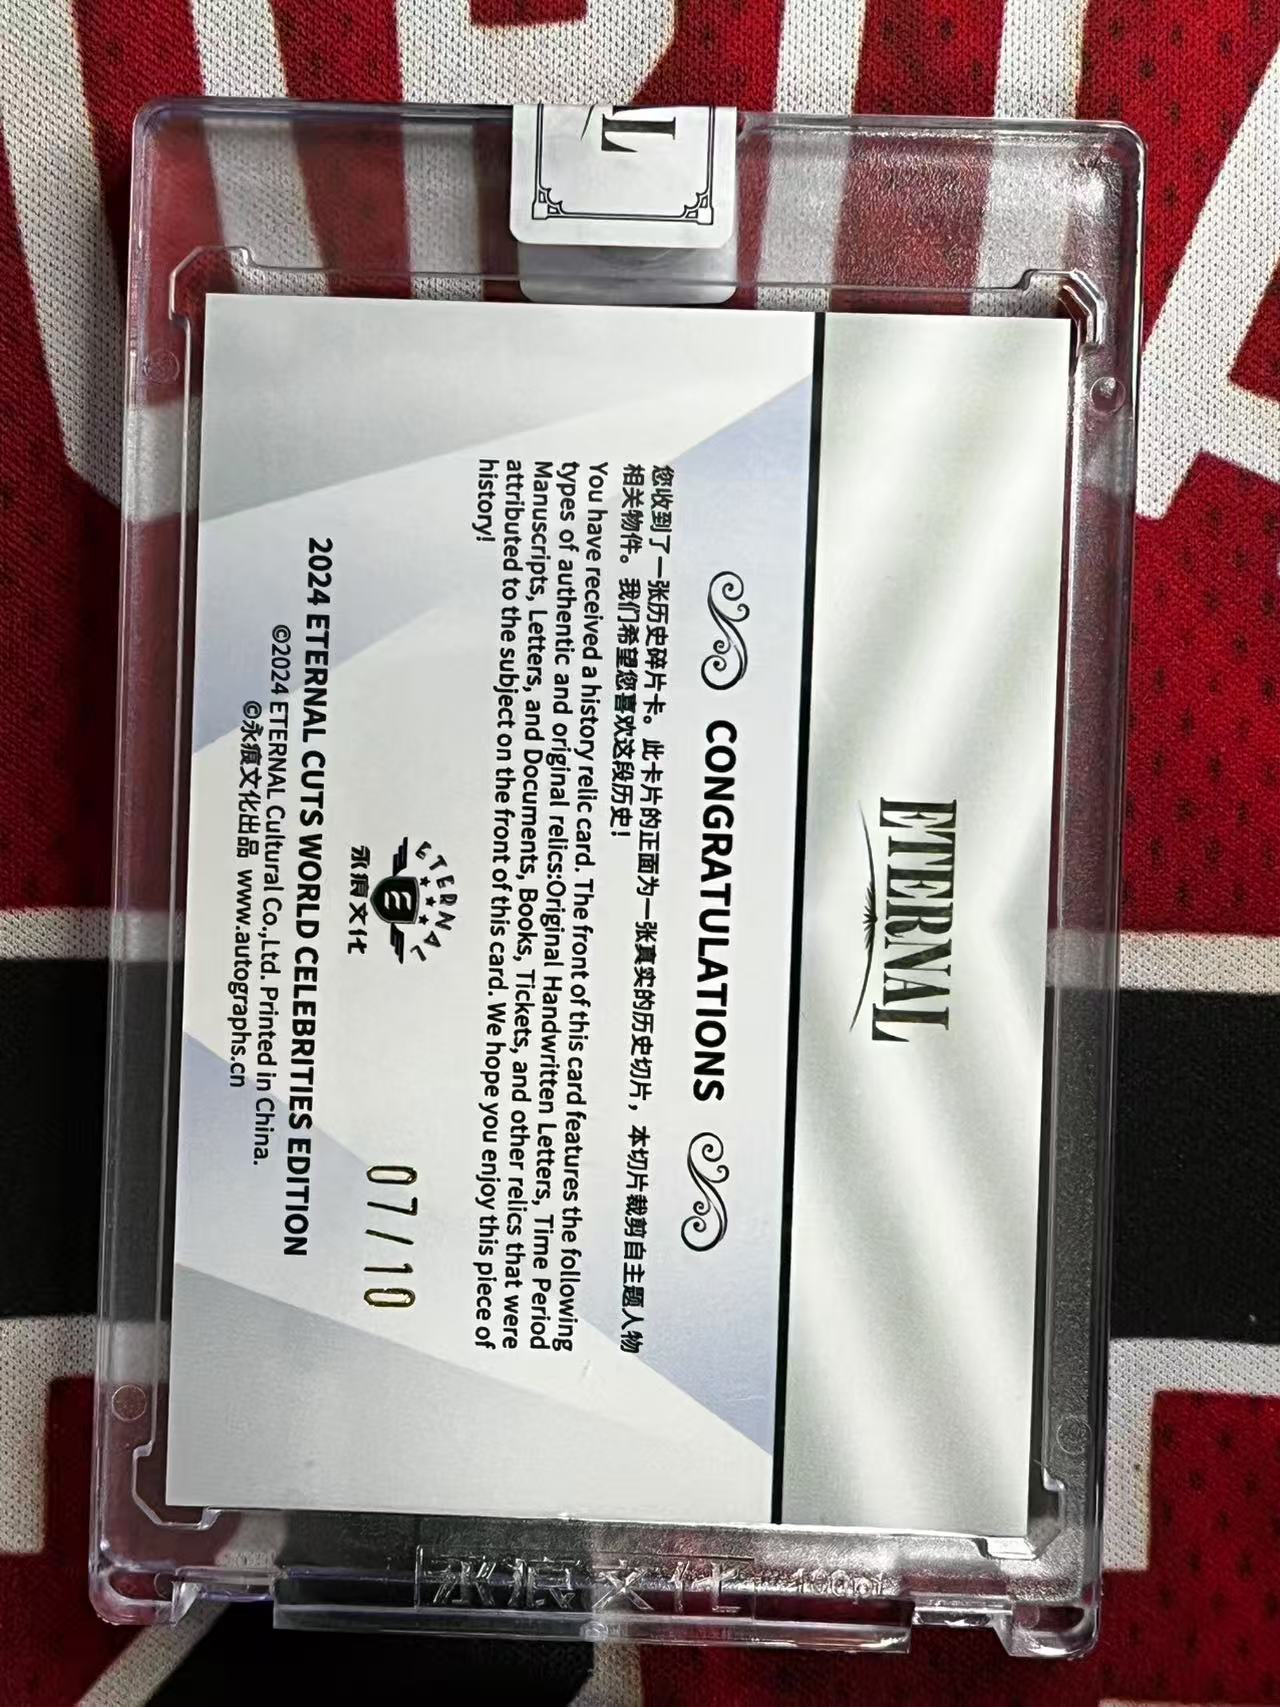 AL
ETERNAL
CONGRATULATIONS
您收到了一张历史碎片卡。此卡片的正面为一张真实的历史切片，本切片裁剪自主题人物
相关物件。我们希望您喜欢这段历史！
You have received a history relic card. The front of this card features the following
types of authentic and original relics:Original Handwritten Letters, Time Period
Manuscripts, Letters, and Documents, Books, Tickets, and other relics that were
attributed to the subject on the front of this card. We hope you enjoy this piece of
history!
ETERNAL
E
永痕文化
07/10
2024 ETERNAL CUTS WORLD CELEBRITIES EDITION
©2024 ETERNAL Cultural Co.,Ltd. Printed in China.
©永痕文化出品 www.autographs.cn
永痕文化